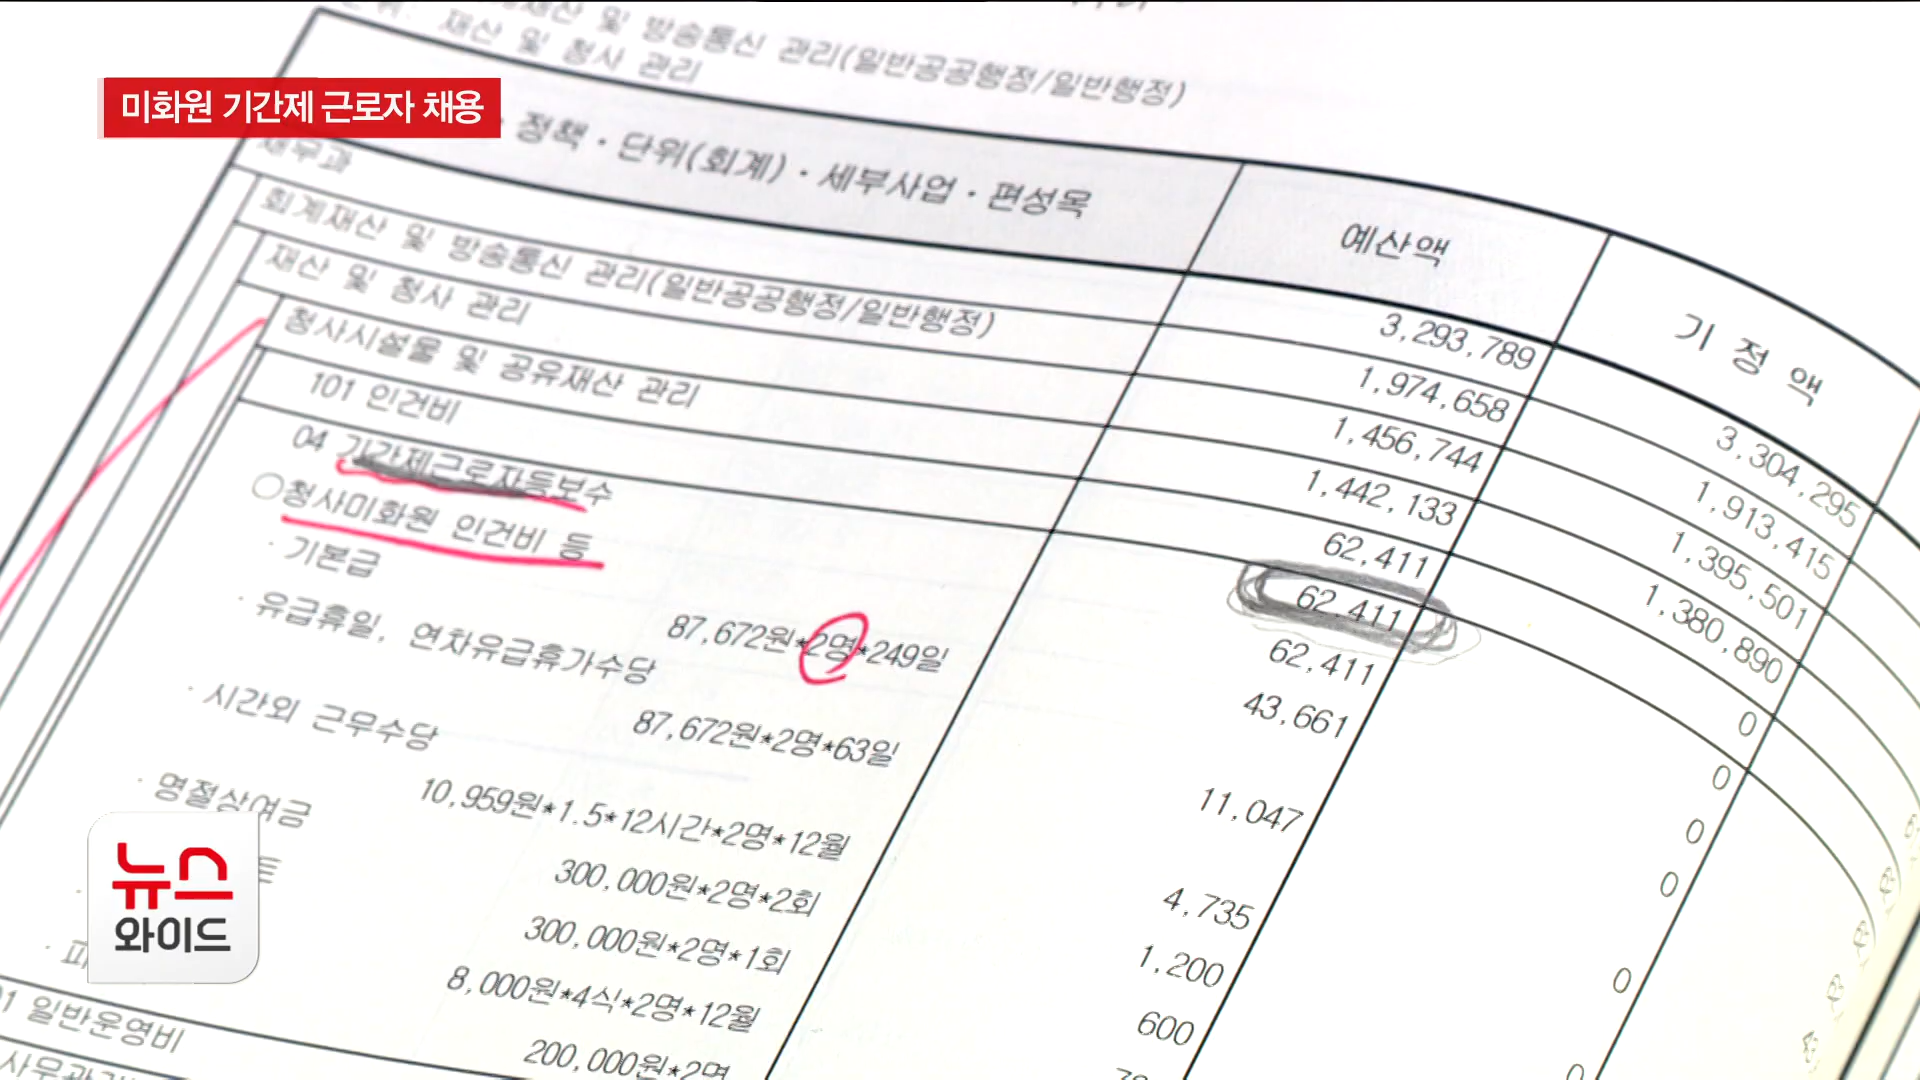 재산 및 방송통신 관리(일반공공행정/일반행정)
재산 및 청사 관리
미화원 기간제 근로자 채용
정책·단위(회계)·세부사업·편성목
예산액
기 정 액
재무과
3,293,789
3,304,295
회계재산 및 방송통신 관리(일반공공행정/일반행정)
1,974,658
1,913,415
재산 및 청사 관리
1,456,744
1,395,501
청사시설물 및 공유재산 관리
1,442,133
1,380,890
101 인건비
62,411
0
04 기간제근로자등보수
62,411
0
○청사미화원 인건비 등
62,411
0
· 기본급
43,661
0
87,672원*2명*249일
· 유급휴일, 연차유급휴가수당
11,047
87,672원*2명*63일
· 시간외 근무수당
4,735
0
10,959원*1.5*12시간*2명*12월
· 명절상여금
1,200
300,000원*2명*2회
600
0
300,000원*2명*1회
8,000원*4식*2명*12월
200,000원*2명
일반운영비
뉴스
와이드